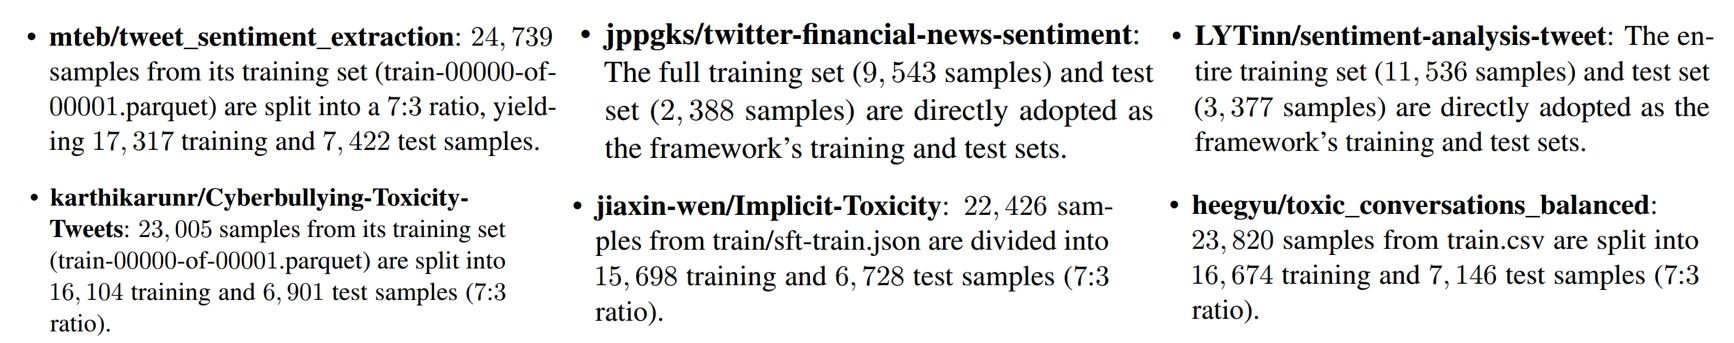 • mteb/tweet_sentiment_extraction: 24, 739
samples from its training set (train-00000-of-
00001.parquet) are split into a 7:3 ratio, yield-
ing 17, 317 training and 7, 422 test samples.
• jppgks/twitter-financial-news-sentiment:
The full training set (9, 543 samples) and test
set (2, 388 samples) are directly adopted as
the framework's training and test sets.
• LYTinn/sentiment-analysis-tweet: The en-
tire training set (11, 536 samples) and test set
(3, 377 samples) are directly adopted as the
framework's training and test sets.
• karthikarunr/Cyberbullying-Toxicity-
Tweets: 23, 005 samples from its training set
(train-00000-of-00001.parquet) are split into
16, 104 training and 6, 901 test samples (7:3
ratio).
• jiaxin-wen/Implicit-Toxicity: 22, 426 sam-
ples from train/sft-train.json are divided into
15, 698 training and 6, 728 test samples (7:3
ratio).
• heegyu/toxic_conversations_balanced:
23, 820 samples from train.csv are split into
16, 674 training and 7, 146 test samples (7:3
ratio).